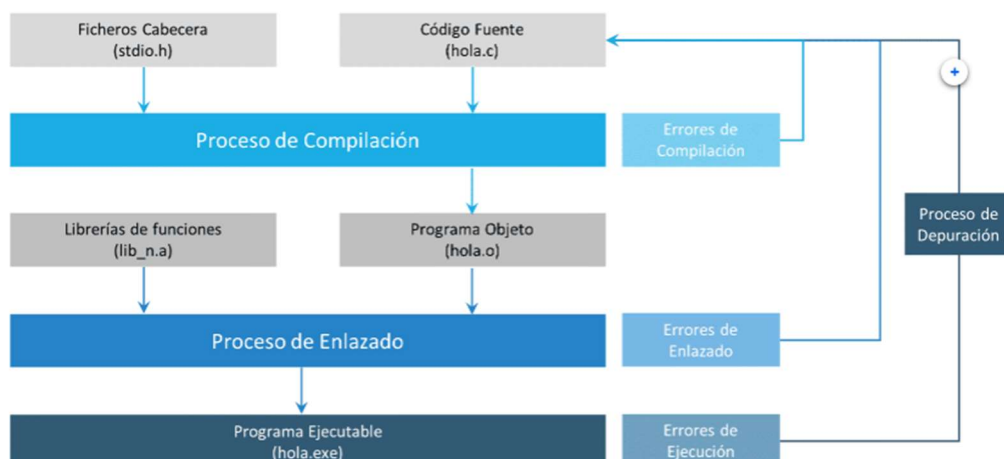 Ficheros Cabecera
(stdio.h)
Código Fuente
(hola.c)
Proceso de Compilación
Errores de
Compilación
Librerías de funciones
(lib_n.a)
Programa Objeto
(hola.o)
Proceso de
Depuración
Proceso de Enlazado
Errores de
Enlazado
Programa Ejecutable
(hola.exe)
Errores de
Ejecución